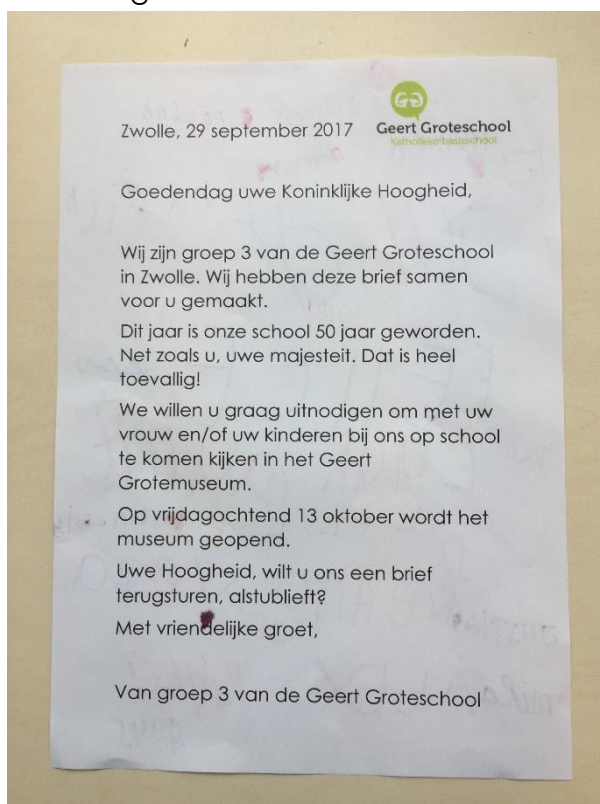 Zwolle, 29 september 2017
Geert Groteschool
Katholieke basisschool
Goedendag uwe Koninklijke Hoogheid,
Wij zijn groep 3 van de Geert Groteschool
in Zwolle. Wij hebben deze brief samen
voor u gemaakt.
Dit jaar is onze school 50 jaar geworden.
Net zoals u, uwe majesteit. Dat is heel
toevallig!
We willen u graag uitnodigen om met uw
vrouw en/of uw kinderen bij ons op school
te komen kijken in het Geert
Grotemuseum.
Op vrijdagochtend 13 oktober wordt het
museum geopend.
Uwe Hoogheid, wilt u ons een brief
terugsturen, alstublieft?
Met vriendelijke groet,
Van groep 3 van de Geert Groteschool